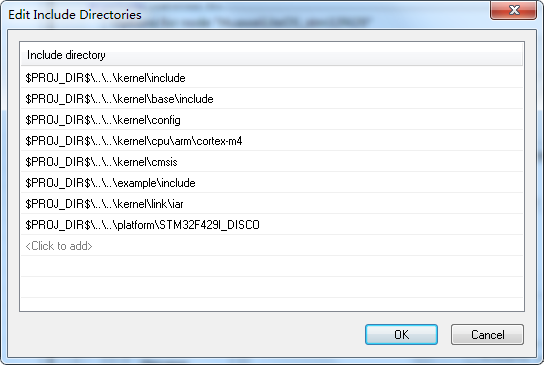 Edit Include Directories
Include directory
$PROJ_DIR$\..\..\kernel\include
$PROJ_DIR$\..\..\kernel\base\include
$PROJ_DIR$\..\..\kernel\config
$PROJ_DIR$\..\..\kernel\cpu\arm\cortex-m4
$PROJ_DIR$\..\..\kernel\cmsis
$PROJ_DIR$\..\..\example\include
$PROJ_DIR$\..\..\kernel\link\iar
$PROJ_DIR$\..\..\platform\STM32F429I_DISCO
<Click to add>
OK Cancel